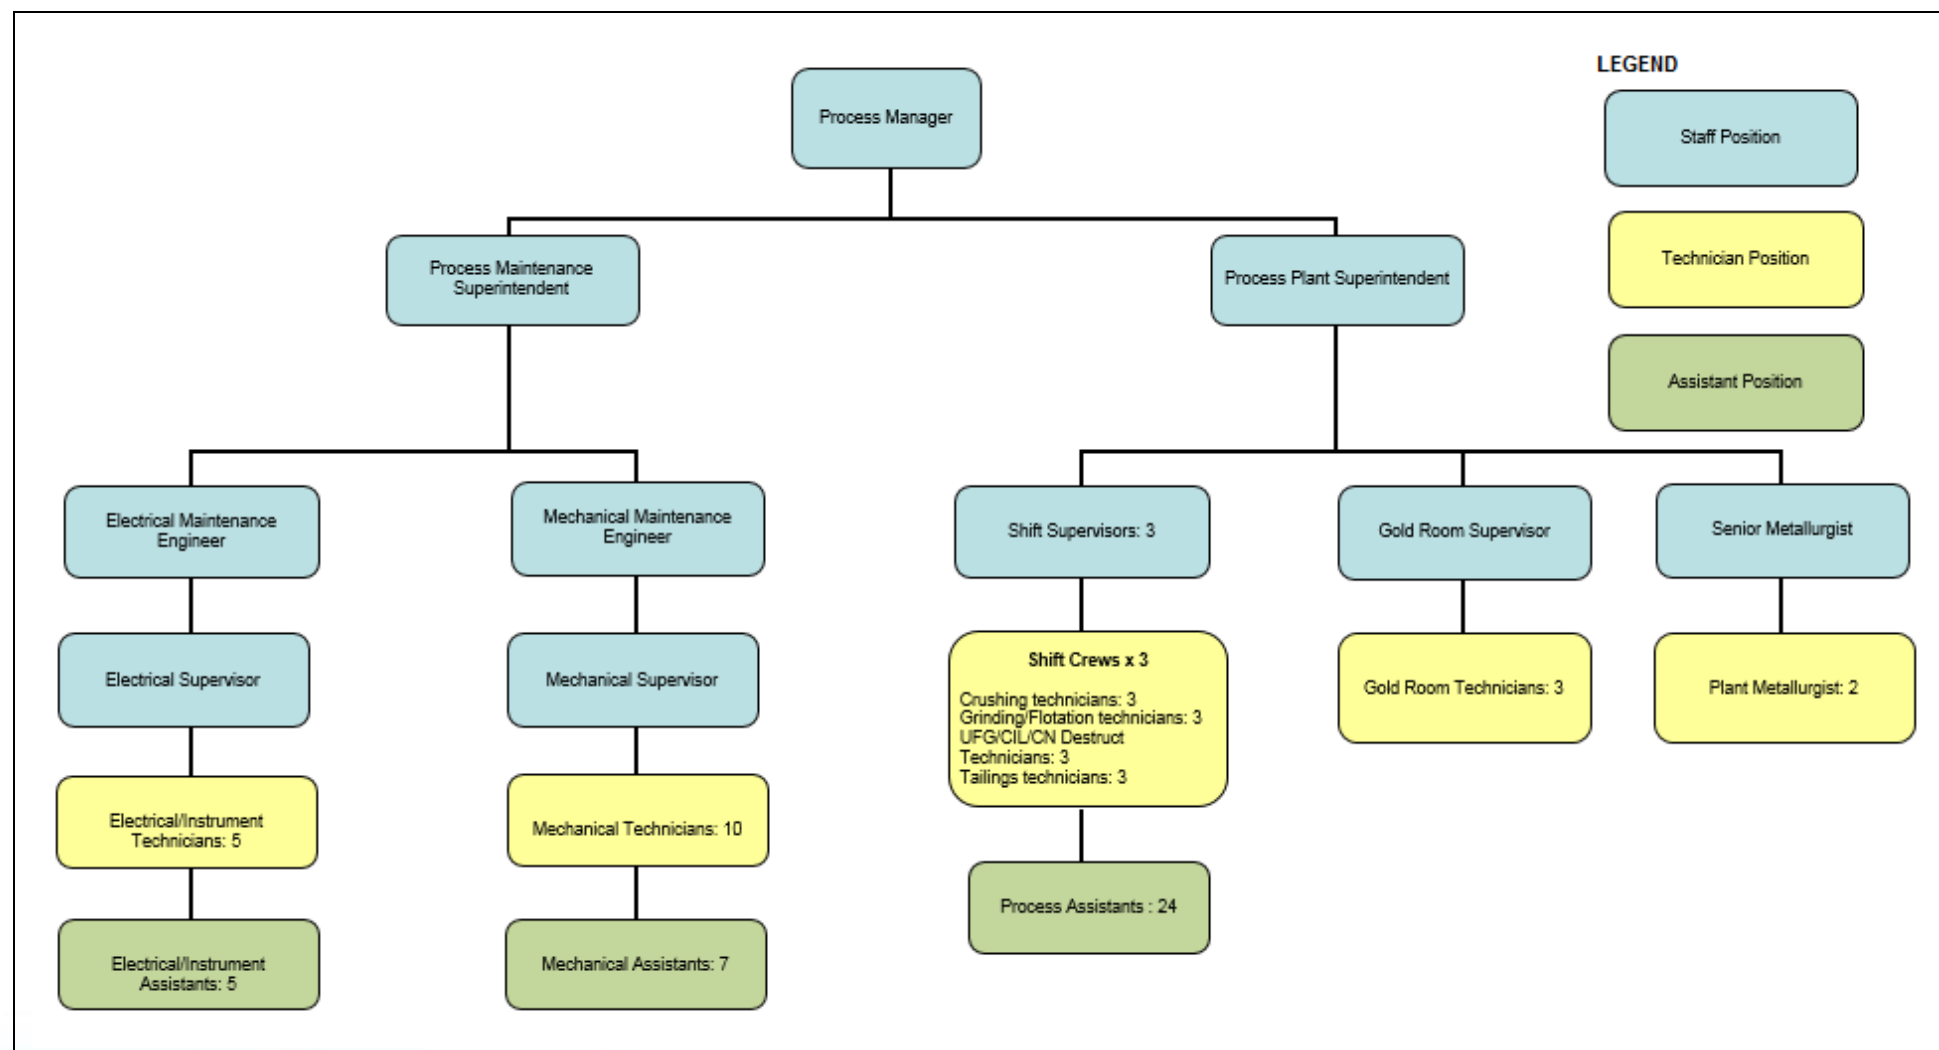 LEGEND
Process Manager
Staff Position
Technician Position
Process Maintenance
Superintendent
Process Plant Superintendent
Assistant Position
Electrical Maintenance
Engineer
Mechanical Maintenance
Engineer
Shift Supervisors: 3
Gold Room Supervisor
Senior Metallurgist
Electrical Supervisor
Mechanical Supervisor
Shift Crews x 3
Crushing technicians: 3
Grinding/Flotation technicians: 3
UFG/CIL/CN Destruct
Technicians: 3
Tailings technicians: 3
Gold Room Technicians: 3
Plant Metallurgist: 2
Electrical/Instrument
Technicians: 5
Mechanical Technicians: 10
Process Assistants : 24
Electrical/Instrument
Assistants: 5
Mechanical Assistants: 7